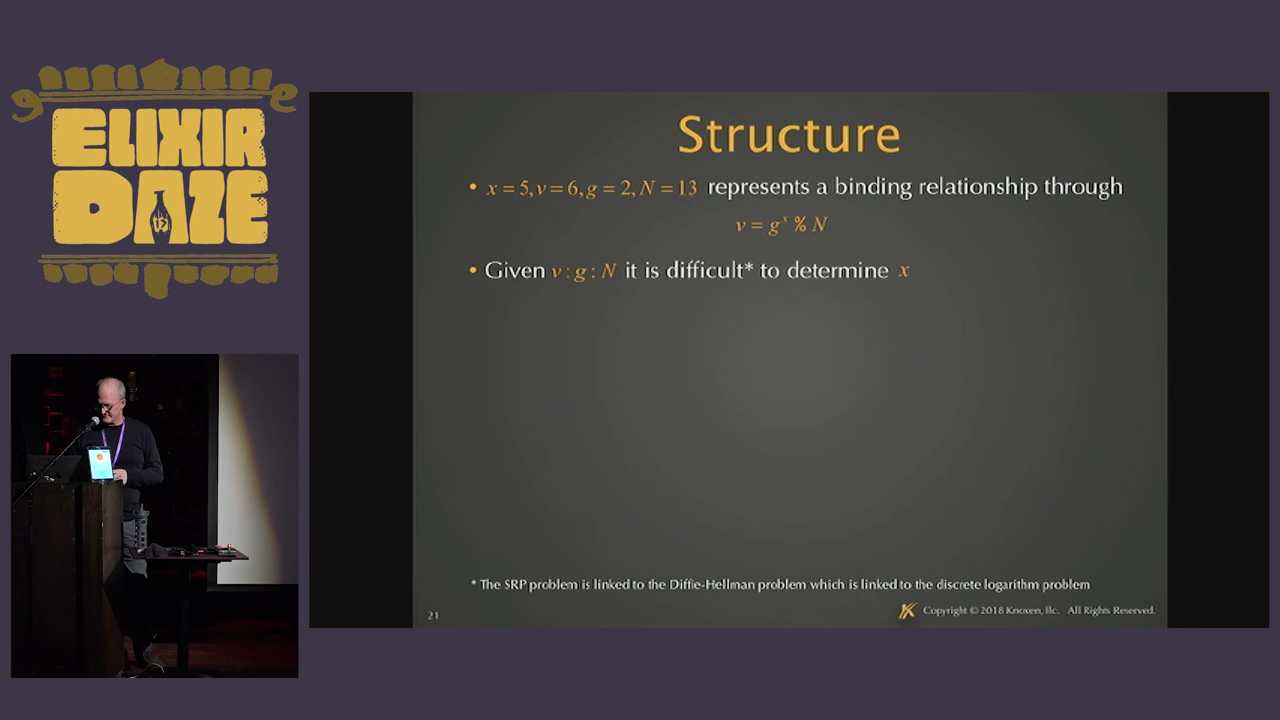 ELIXIR
DAZE
Structure
• x = 5, v = 6, g = 2, N = 13 represents a binding relationship through
v = gˣ % N
• Given v : g : N it is difficult* to determine x
* The SRP problem is linked to the Diffie-Hellman problem which is linked to the discrete logarithm problem
21
Copyright © 2018 Knoxen, llc. All Rights Reserved.